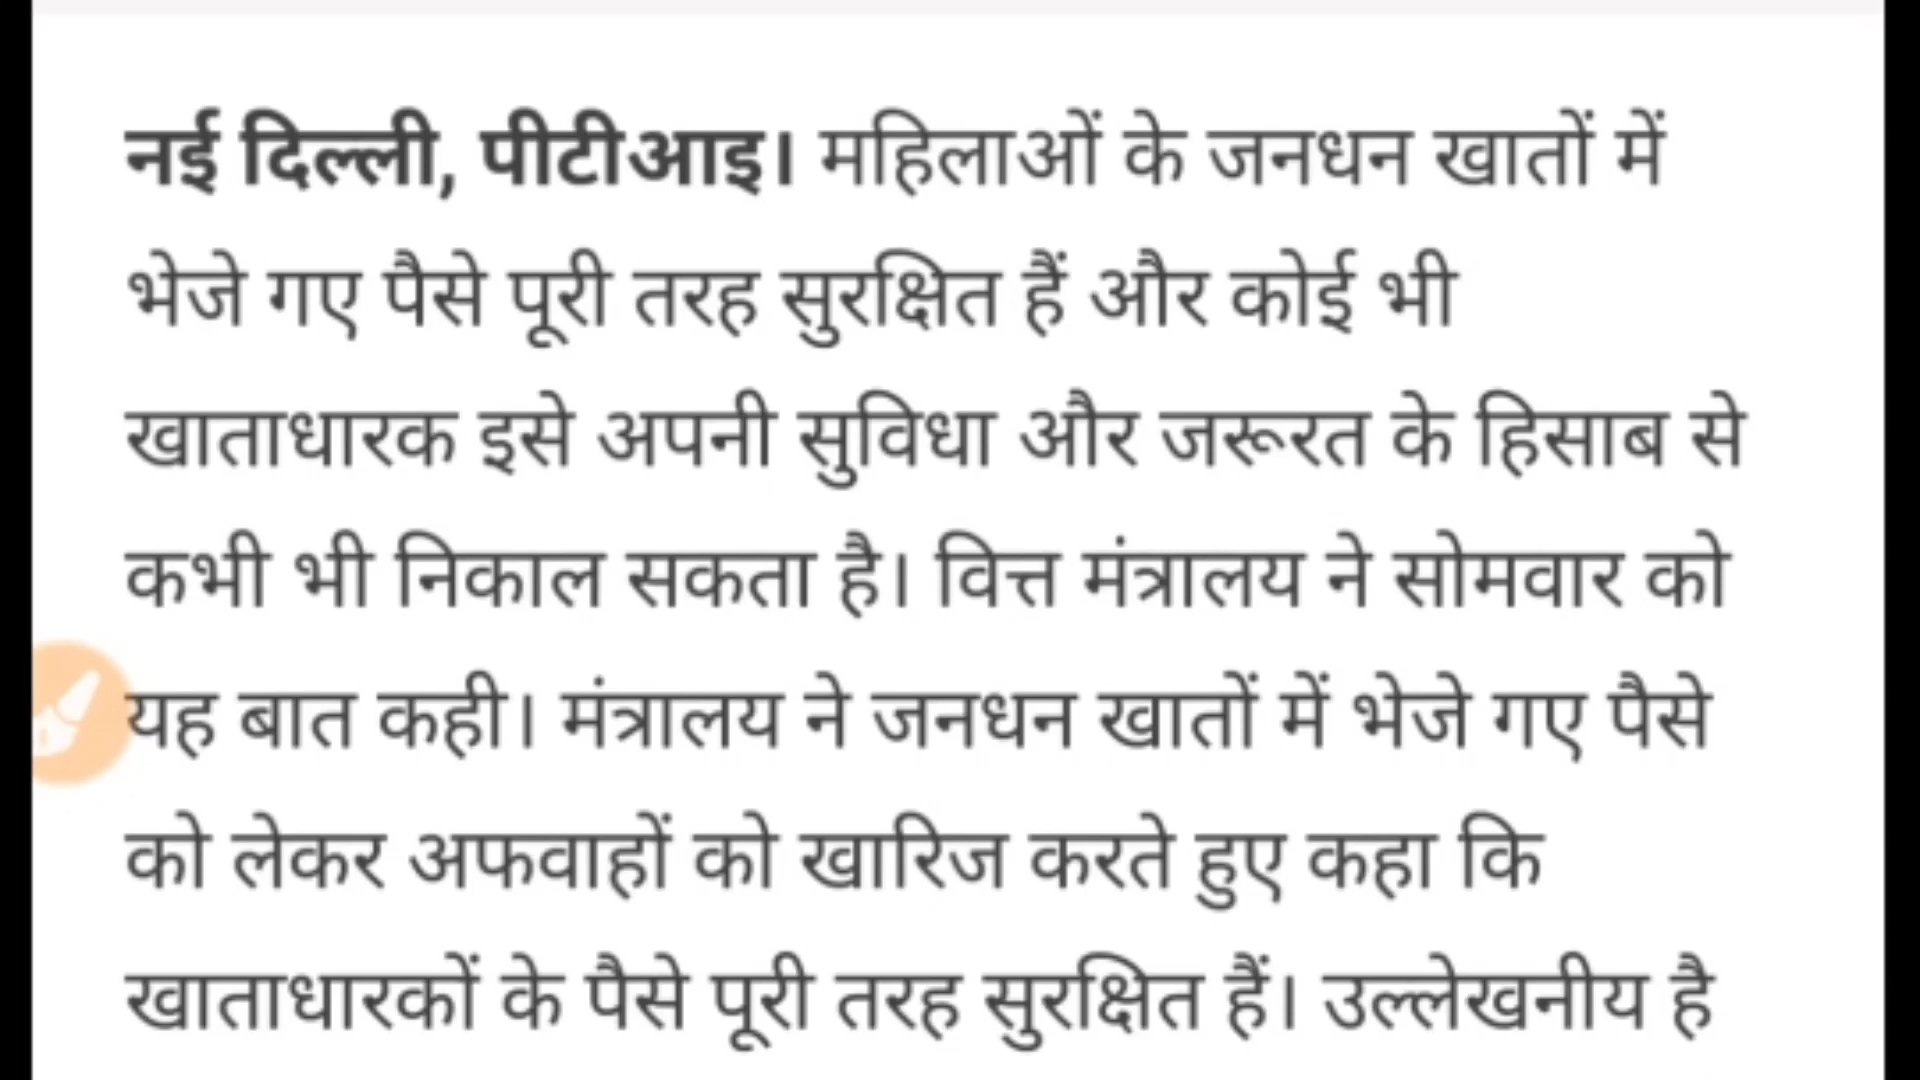 नई दिल्ली, पीटीआइ। महिलाओं के जनधन खातों में
भेजे गए पैसे पूरी तरह सुरक्षित हैं और कोई भी
खाताधारक इसे अपनी सुविधा और जरूरत के हिसाब से
कभी भी निकाल सकता है। वित्त मंत्रालय ने सोमवार को
यह बात कही। मंत्रालय ने जनधन खातों में भेजे गए पैसे
को लेकर अफवाहों को खारिज करते हुए कहा कि
खाताधारकों के पैसे पूरी तरह सुरक्षित हैं। उल्लेखनीय है